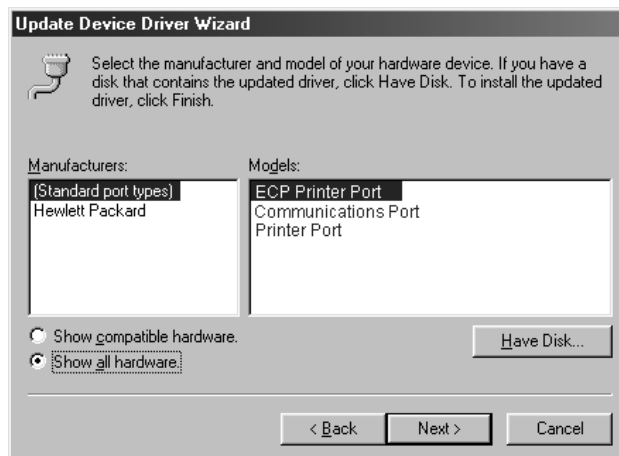 Update Device Driver Wizard
Select the manufacturer and model of your hardware device. If you have a
disk that contains the updated driver, click Have Disk. To install the updated
driver, click Finish.
Manufacturers:
(Standard port types)
Hewlett Packard
Models:
ECP Printer Port
Communications Port
Printer Port
Show compatible hardware.
Show all hardware.
Have Disk...
< Back
Next >
Cancel